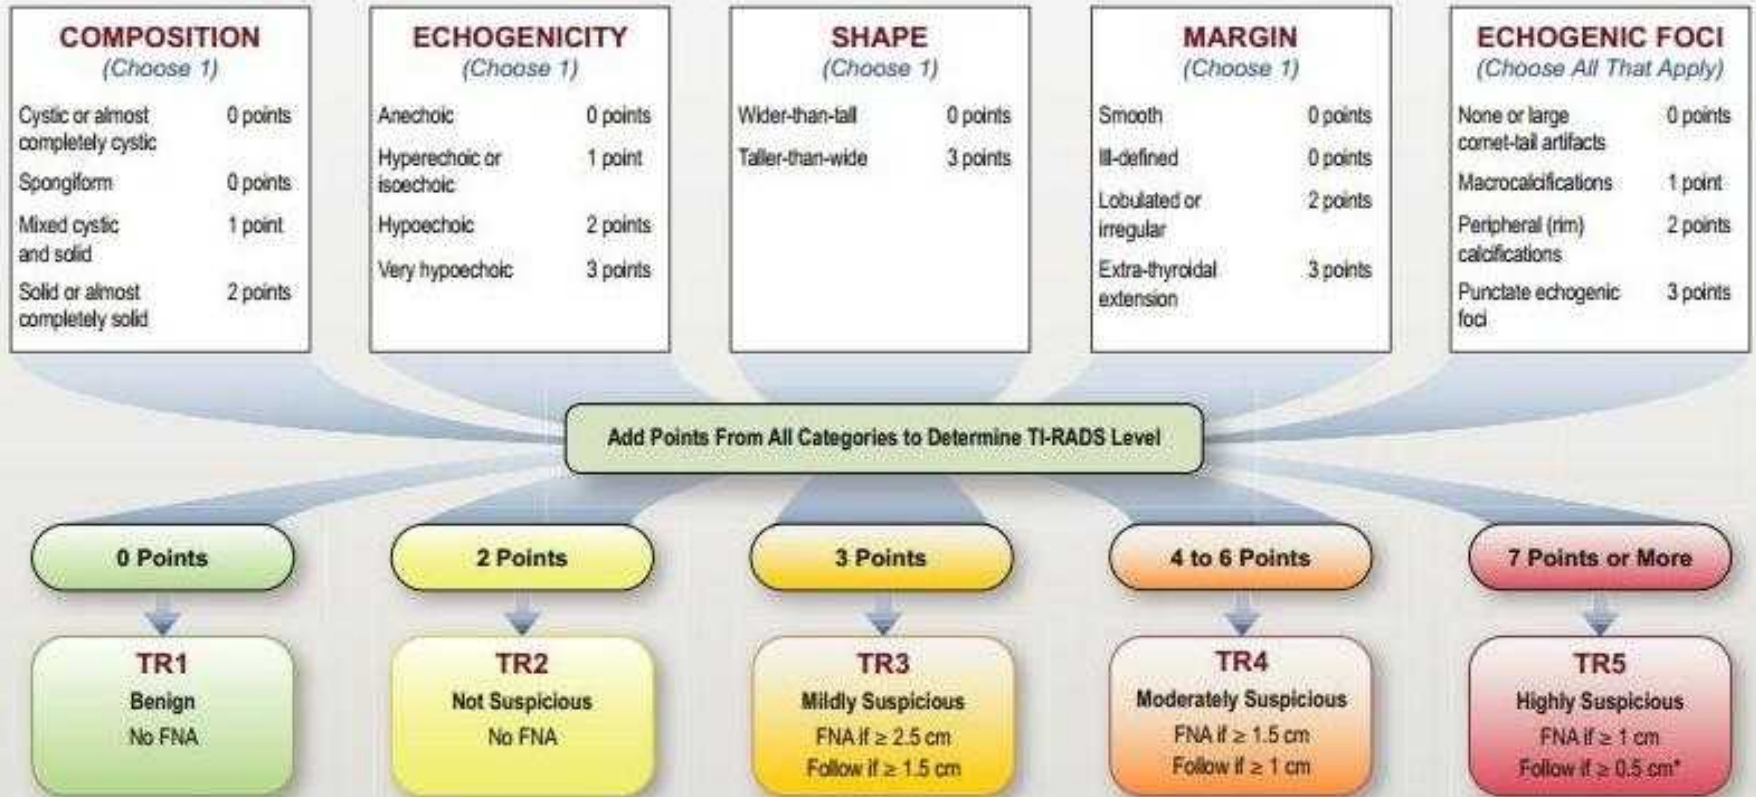 COMPOSITION
(Choose 1)
Cystic or almost 0 points
completely cystic
Spongiform 0 points
Mixed cystic 1 point
and solid
Solid or almost 2 points
completely solid
ECHOGENICITY
(Choose 1)
Anechoic 0 points
Hyperechoic or 1 point
isoechoic
Hypoechoic 2 points
Very hypoechoic 3 points
SHAPE
(Choose 1)
Wider-than-tall 0 points
Taller-than-wide 3 points
MARGIN
(Choose 1)
Smooth 0 points
Ill-defined 0 points
Lobulated or 2 points
irregular
Extra-thyroidal 3 points
extension
ECHOGENIC FOCI
(Choose All That Apply)
None or large 0 points
comet-tail artifacts
Macrocalcifications 1 point
Peripheral (rim) 2 points
calcifications
Punctate echogenic 3 points
foci
Add Points From All Categories to Determine TI-RADS Level
0 Points
2 Points
3 Points
4 to 6 Points
7 Points or More
TR1
Benign
No FNA
TR2
Not Suspicious
No FNA
TR3
Mildly Suspicious
FNA if ≥ 2.5 cm
Follow if ≥ 1.5 cm
TR4
Moderately Suspicious
FNA if ≥ 1.5 cm
Follow if ≥ 1 cm
TR5
Highly Suspicious
FNA if ≥ 1 cm
Follow if ≥ 0.5 cm*